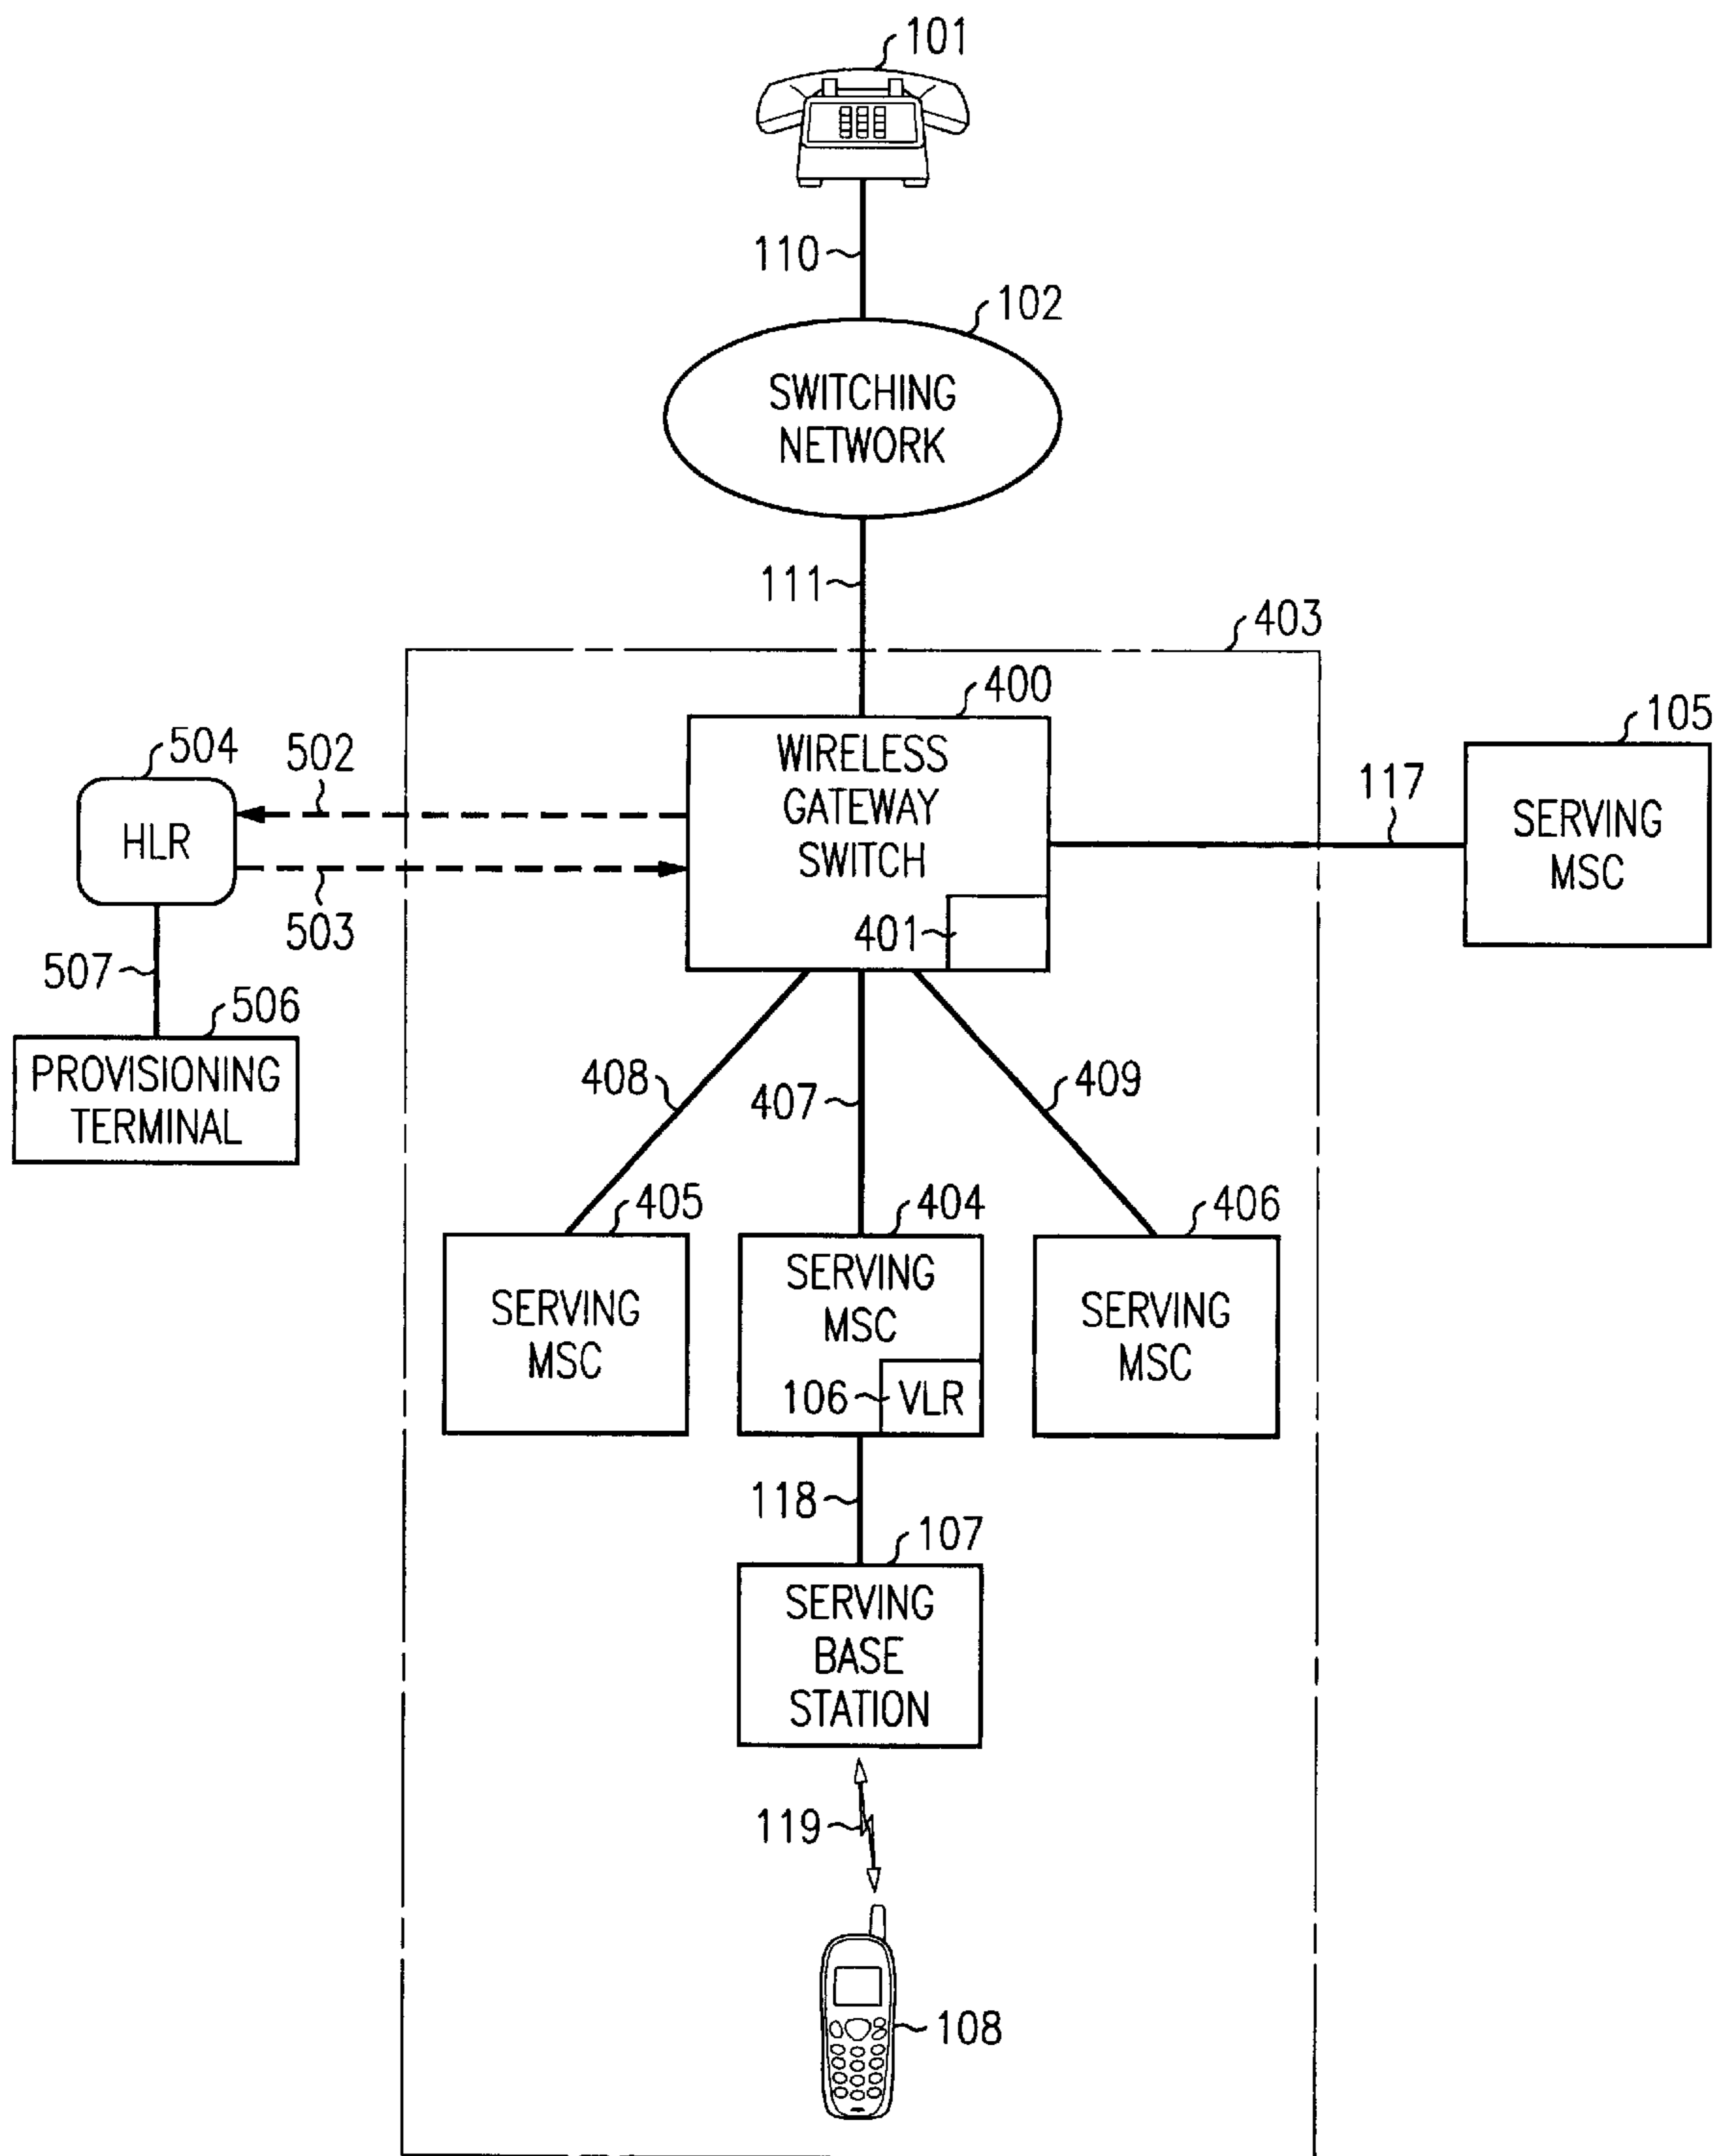 101
110
102
SWITCHING
NETWORK
111
403
400
WIRELESS
GATEWAY
SWITCH
401
105
SERVING
MSC
117
504
HLR
502
503
507
506
PROVISIONING
TERMINAL
408
407
409
405
SERVING
MSC
404
SERVING
MSC
106
VLR
406
SERVING
MSC
118
107
SERVING
BASE
STATION
119
108